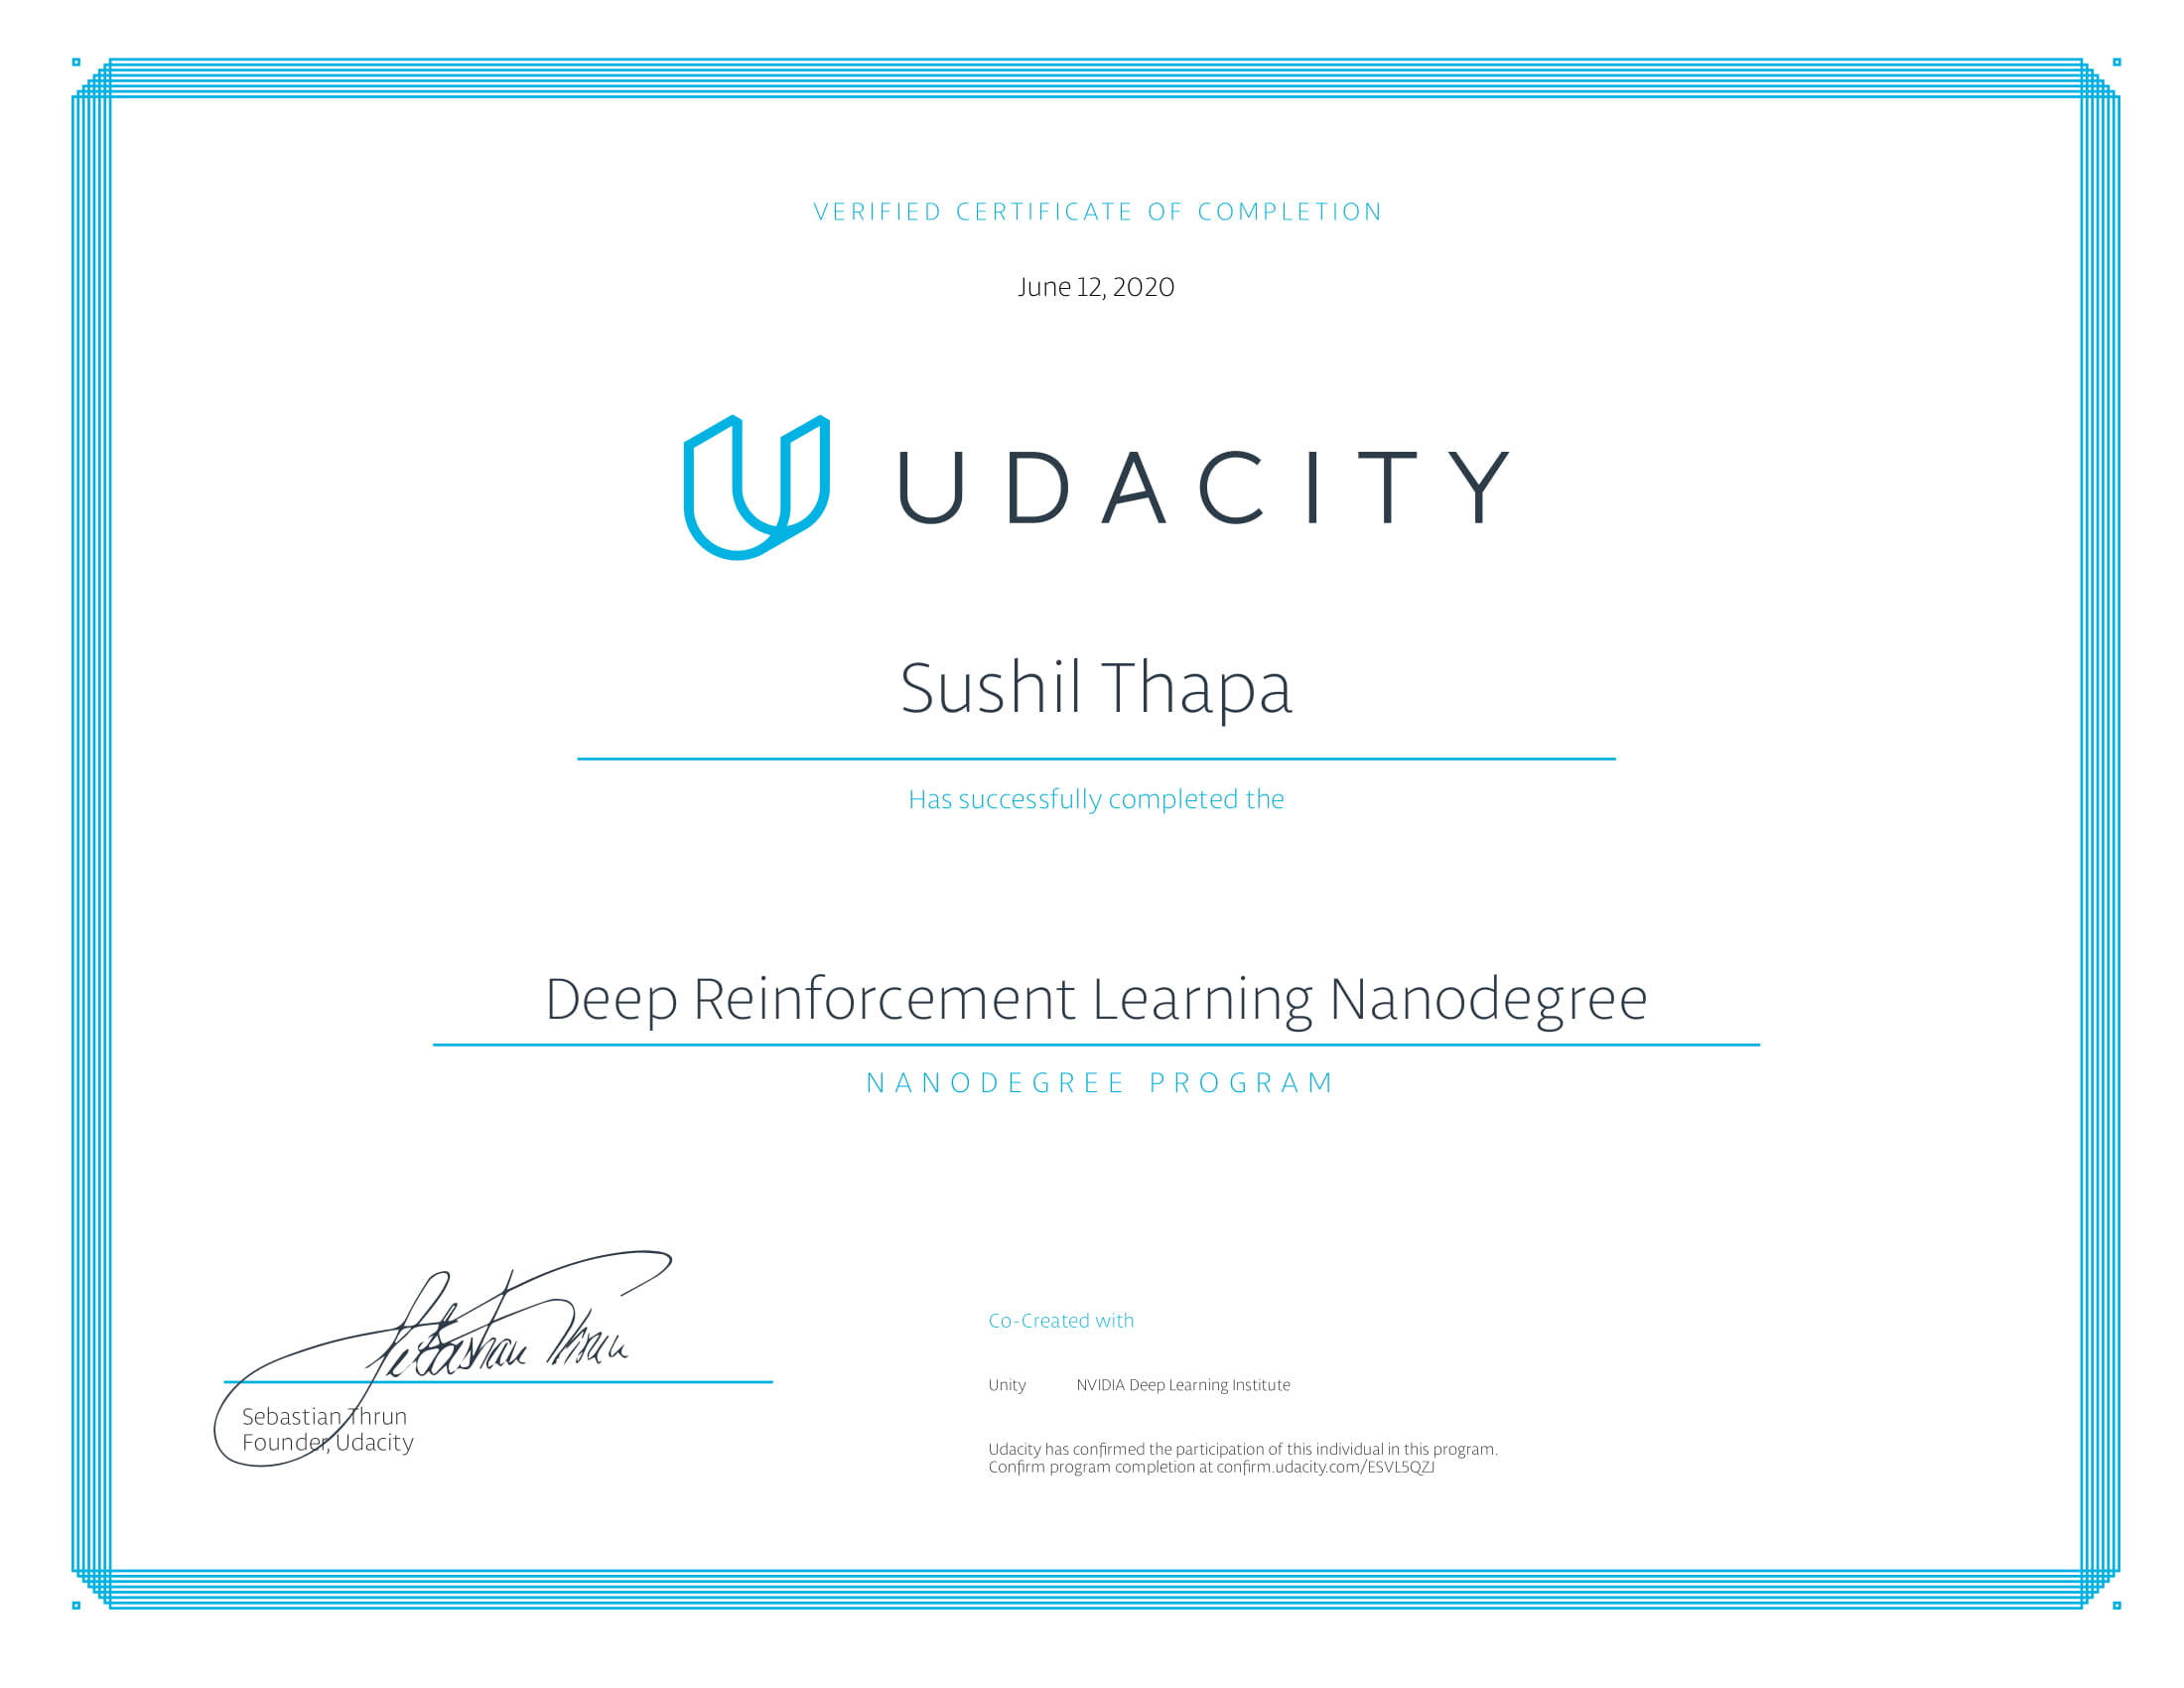 VERIFIED CERTIFICATE OF COMPLETION
June 12, 2020
UDACITY
Sushil Thapa
Has successfully completed the
Deep Reinforcement Learning Nanodegree
NANODEGREE PROGRAM
Sebastian Thrun
Sebastian Thrun
Founder, Udacity
Co-Created with
Unity NVIDIA Deep Learning Institute
Udacity has confirmed the participation of this individual in this program.
Confirm program completion at confirm.udacity.com/ESVL5QZJ